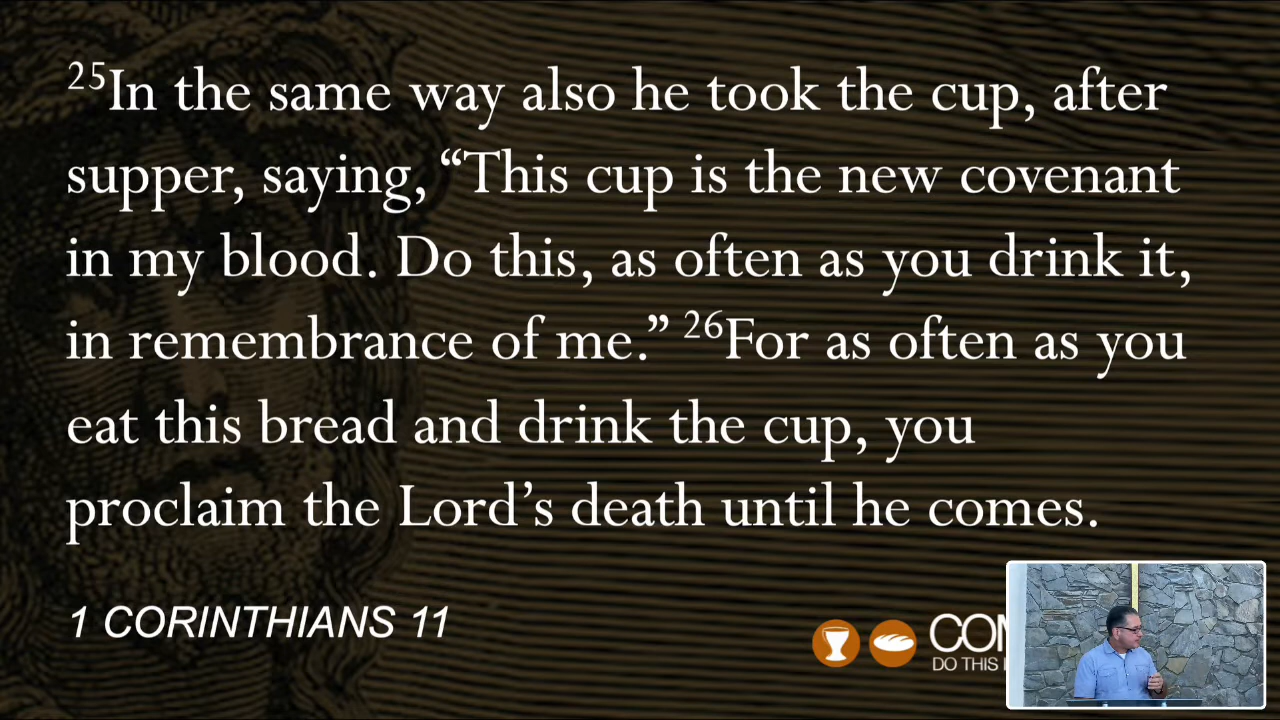 25In the same way also he took the cup, after
supper, saying, “This cup is the new covenant
in my blood. Do this, as often as you drink it,
in remembrance of me.” 26For as often as you
eat this bread and drink the cup, you
proclaim the Lord’s death until he comes.
1 CORINTHIANS 11
DO THIS